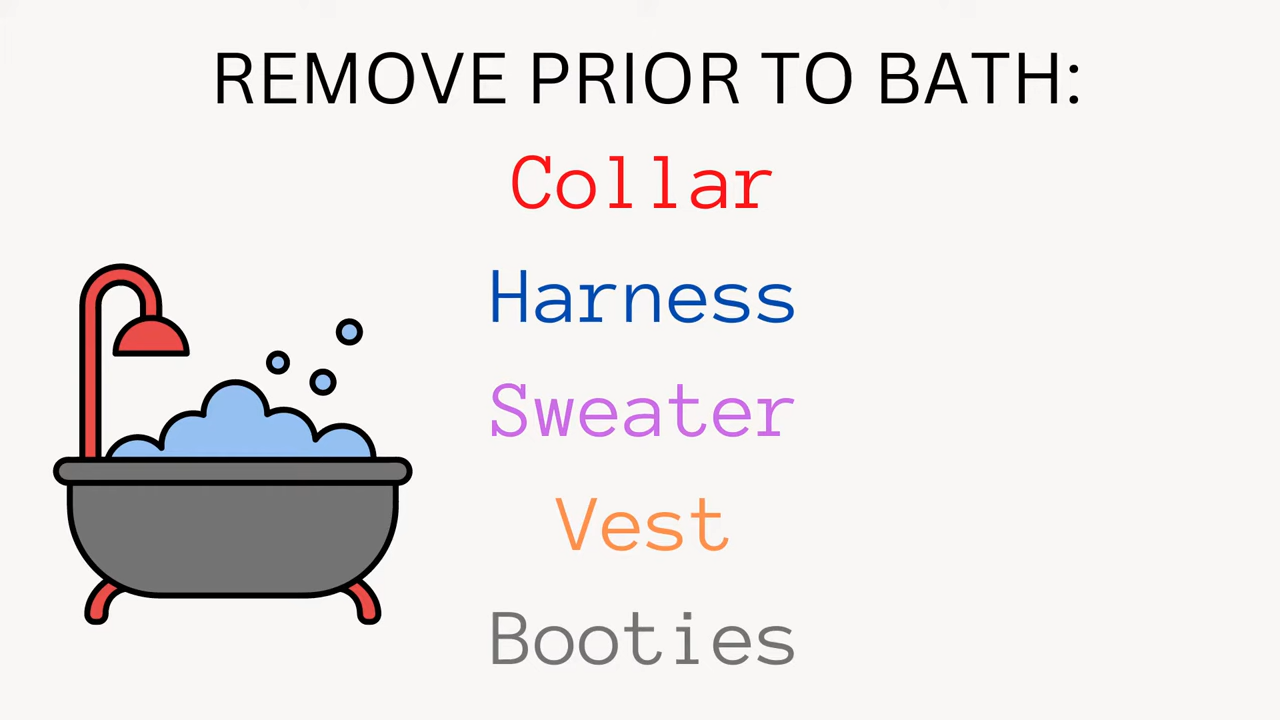 REMOVE PRIOR TO BATH:
Collar
Harness
Sweater
Vest
Booties